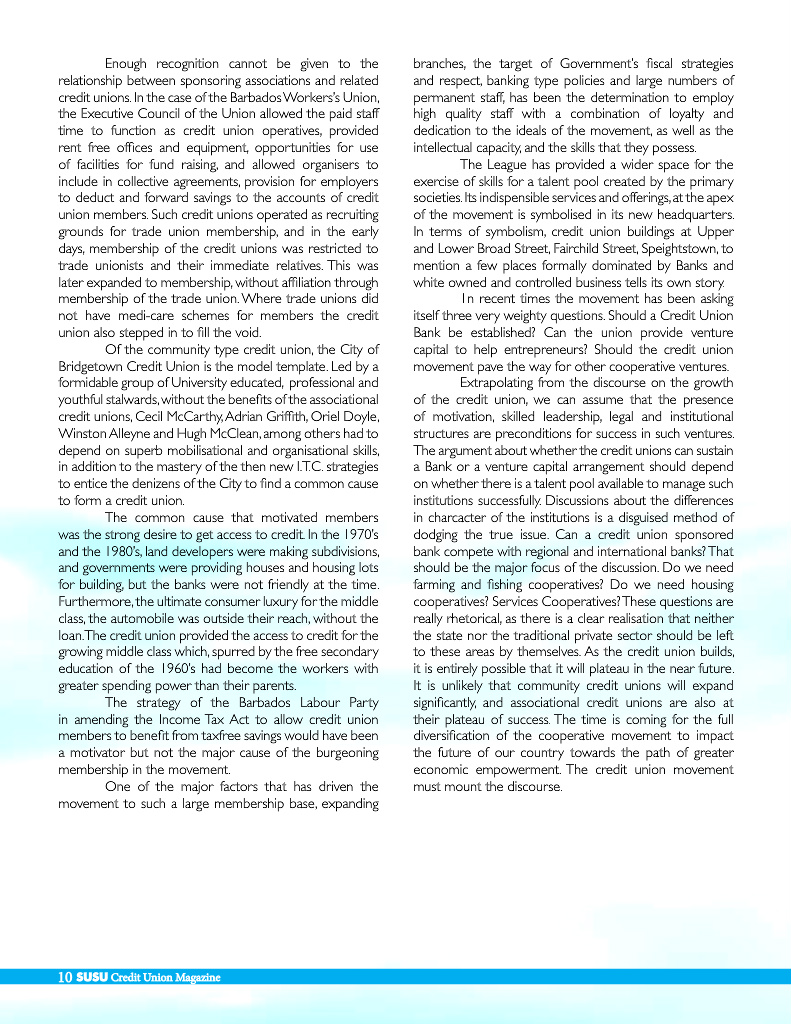 Enough recognition cannot be given to the
relationship between sponsoring associations and related
credit unions. In the case of the Barbados Workers's Union,
the Executive Council of the Union allowed the paid staff
time to function as credit union operatives, provided
rent free offices and equipment, opportunities for use
of facilities for fund raising, and allowed organisers to
include in collective agreements, provision for employers
to deduct and forward savings to the accounts of credit
union members. Such credit unions operated as recruiting
grounds for trade union membership, and in the early
days, membership of the credit unions was restricted to
trade unionists and their immediate relatives. This was
later expanded to membership, without affiliation through
membership of the trade union. Where trade unions did
not have medi-care schemes for members the credit
union also stepped in to fill the void.
Of the community type credit union, the City of
Bridgetown Credit Union is the model template. Led by a
formidable group of University educated, professional and
youthful stalwards, without the benefits of the associational
credit unions, Cecil McCarthy, Adrian Griffith, Oriel Doyle,
Winston Alleyne and Hugh McClean, among others had to
depend on superb mobilisational and organisational skills,
in addition to the mastery of the then new I.T.C. strategies
to entice the denizens of the City to find a common cause
to form a credit union.
The common cause that motivated members
was the strong desire to get access to credit. In the 1970's
and the 1980's, land developers were making subdivisions,
and governments were providing houses and housing lots
for building, but the banks were not friendly at the time.
Furthermore, the ultimate consumer luxury for the middle
class, the automobile was outside their reach, without the
loan. The credit union provided the access to credit for the
growing middle class which, spurred by the free secondary
education of the 1960's had become the workers with
greater spending power than their parents.
The strategy of the Barbados Labour Party
in amending the Income Tax Act to allow credit union
members to benefit from taxfree savings would have been
a motivator but not the major cause of the burgeoning
membership in the movement.
One of the major factors that has driven the
movement to such a large membership base, expanding
branches, the target of Government's fiscal strategies
and respect, banking type policies and large numbers of
permanent staff, has been the determination to employ
high quality staff with a combination of loyalty and
dedication to the ideals of the movement, as well as the
intellectual capacity, and the skills that they possess.
The League has provided a wider space for the
exercise of skills for a talent pool created by the primary
societies. Its indispensible services and offerings, at the apex
of the movement is symbolised in its new headquarters.
In terms of symbolism, credit union buildings at Upper
and Lower Broad Street, Fairchild Street, Speightstown, to
mention a few places formally dominated by Banks and
white owned and controlled business tells its own story.
In recent times the movement has been asking
itself three very weighty questions. Should a Credit Union
Bank be established? Can the union provide venture
capital to help entrepreneurs? Should the credit union
movement pave the way for other cooperative ventures.
Extrapolating from the discourse on the growth
of the credit union, we can assume that the presence
of motivation, skilled leadership, legal and institutional
structures are preconditions for success in such ventures.
The argument about whether the credit unions can sustain
a Bank or a venture capital arrangement should depend
on whether there is a talent pool available to manage such
institutions successfully. Discussions about the differences
in charcacter of the institutions is a disguised method of
dodging the true issue. Can a credit union sponsored
bank compete with regional and international banks? That
should be the major focus of the discussion. Do we need
farming and fishing cooperatives? Do we need housing
cooperatives? Services Cooperatives? These questions are
really rhetorical, as there is a clear realisation that neither
the state nor the traditional private sector should be left
to these areas by themselves. As the credit union builds,
it is entirely possible that it will plateau in the near future.
It is unlikely that community credit unions will expand
significantly, and associational credit unions are also at
their plateau of success. The time is coming for the full
diversification of the cooperative movement to impact
the future of our country towards the path of greater
economic empowerment. The credit union movement
must mount the discourse.
10 SUSU Credit Union Magazine